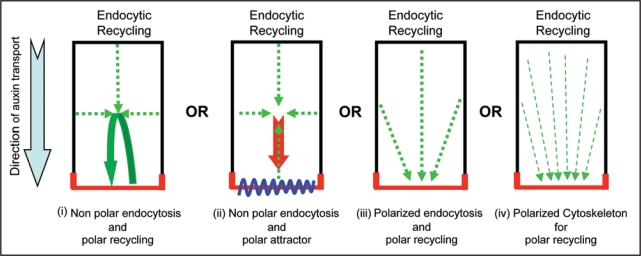 Direction of auxin transport
Endocytic
Recycling
OR
Endocytic
Recycling
OR
Endocytic
Recycling
OR
Endocytic
Recycling
(i) Non polar endocytosis
and
polar recycling
(ii) Non polar endocytosis
and
polar attractor
(iii) Polarized endocytosis
and
polar recycling
(iv) Polarized Cytoskeleton
for
polar recycling